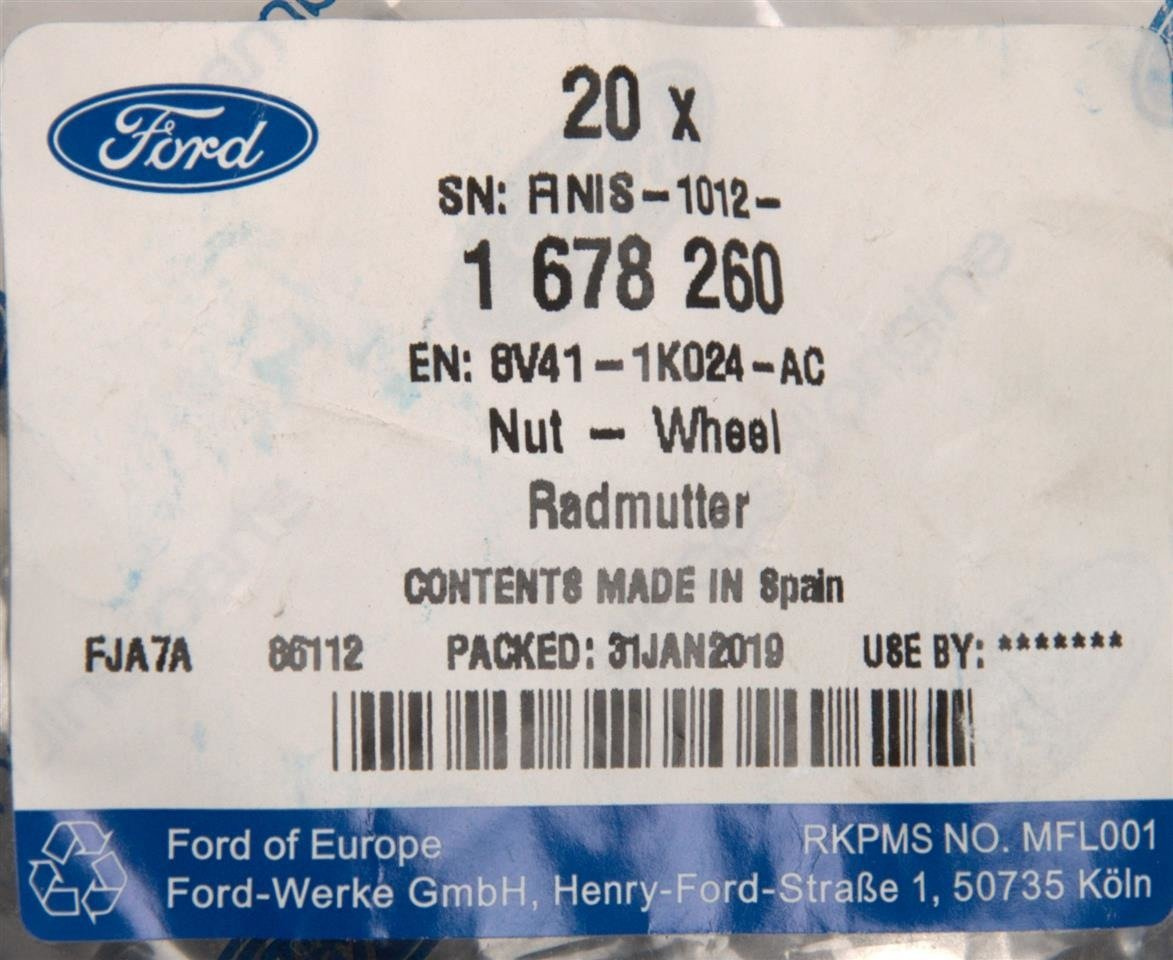 Ford
20 x
SN: FINIS-1012-
1 678 260
EN: 8V41-1K024-AC
Nut - Wheel
Radmutter
CONTENTS MADE IN Spain
FJA7A 86112 PACKED: 31JAN2019 USE BY: *******
Ford of Europe RKPMS NO. MFL001
Ford-Werke GmbH, Henry-Ford-Straße 1, 50735 Köln